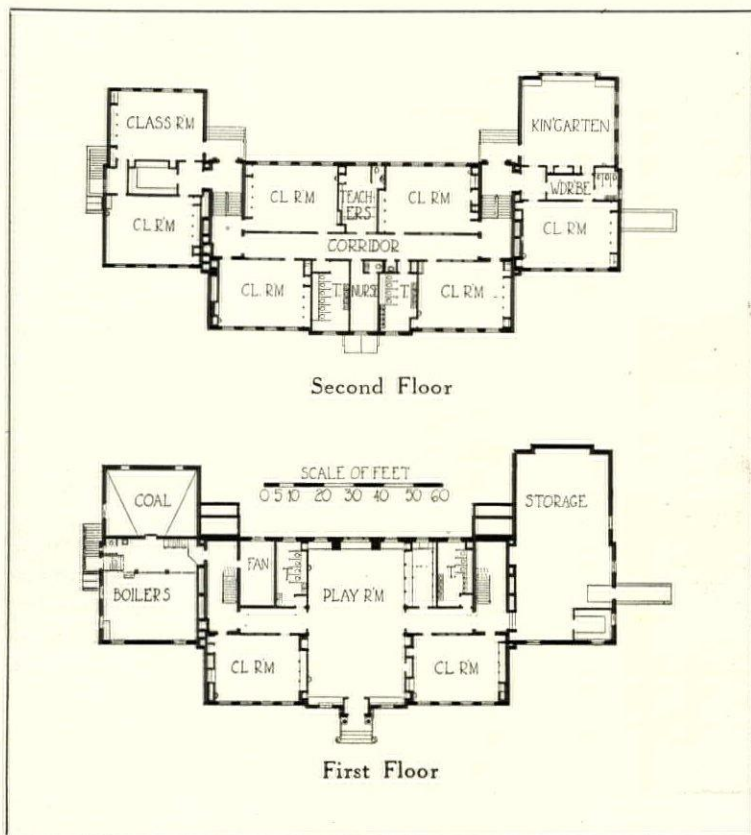 CLASS R'M
KIN'GARTEN
CL R'M
TEACH-
ERS
CL R'M
WDR'BE
CL R'M
CL R'M
CORRIDOR
CL. R'M
T.
NURSE
T.
CL R'M
Second Floor
SCALE OF FEET
0 5 10 20 30 40 50 60
COAL
STORAGE
FAN
BOILERS
PLAY R'M
CL R'M
CL R'M
First Floor